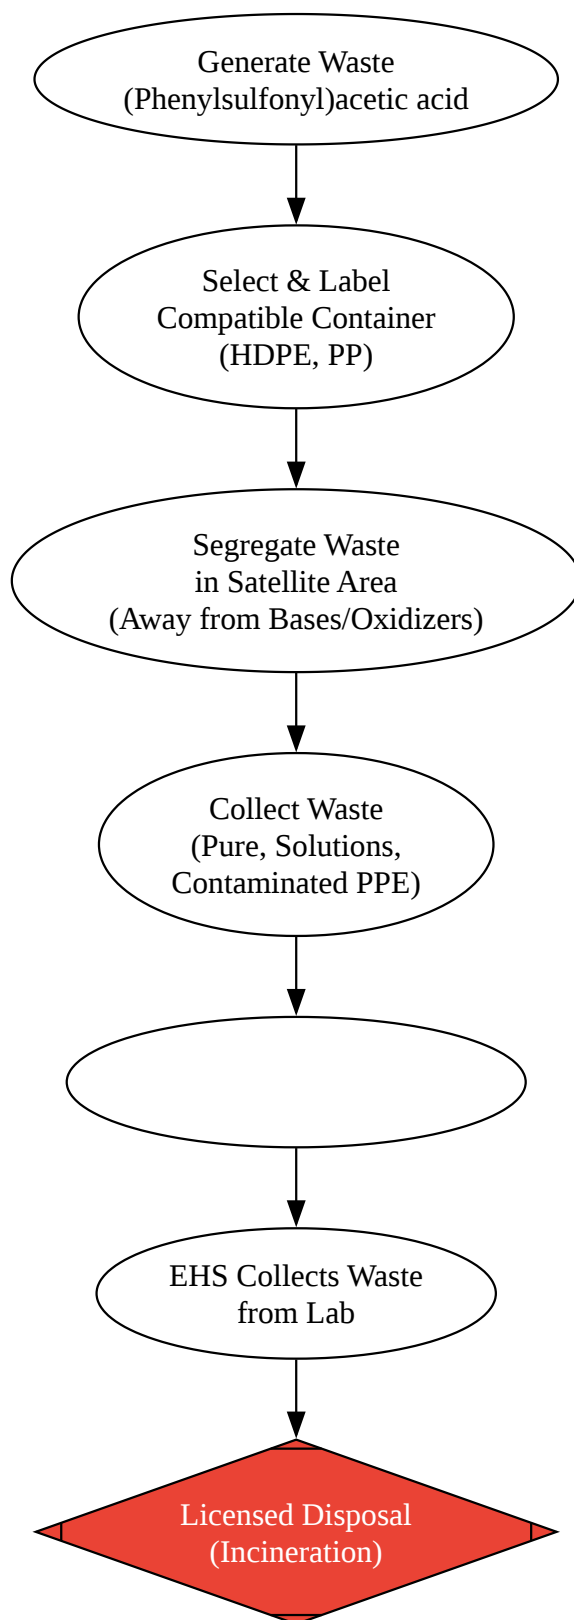 Generate Waste
(Phenylsulfonyl)acetic acid
Select & Label
Compatible Container
(HDPE, PP)
Segregate Waste
in Satellite Area
(Away from Bases/Oxidizers)
Collect Waste
(Pure, Solutions,
Contaminated PPE)
EHS Collects Waste
from Lab
Licensed Disposal
(Incineration)